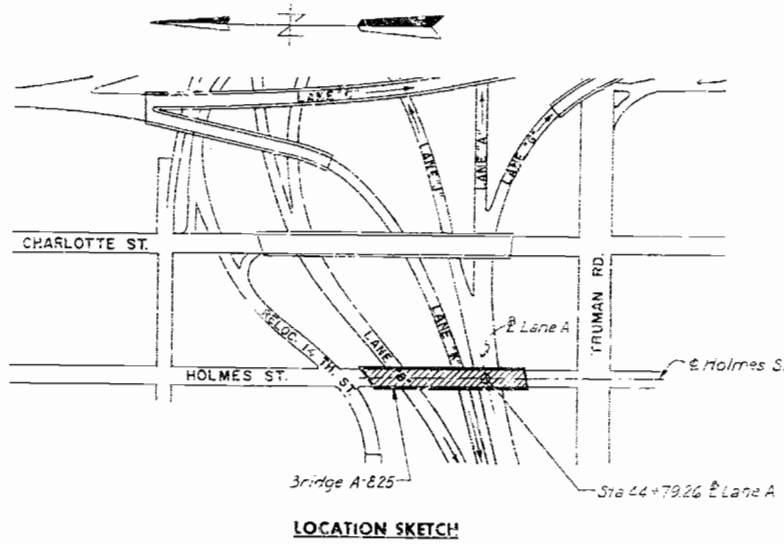 N
LANE "F"
LANE "J"
LANE "A"
LANE "G"
CHARLOTTE ST.
TRUMAN RD.
RELOC. 14 TH. ST.
LANE "B"
LANE "K"
℄ Lane A
HOLMES ST.
℄ Holmes S
Bridge A-825
Sta 44+79.26 ℄ Lane A
LOCATION SKETCH